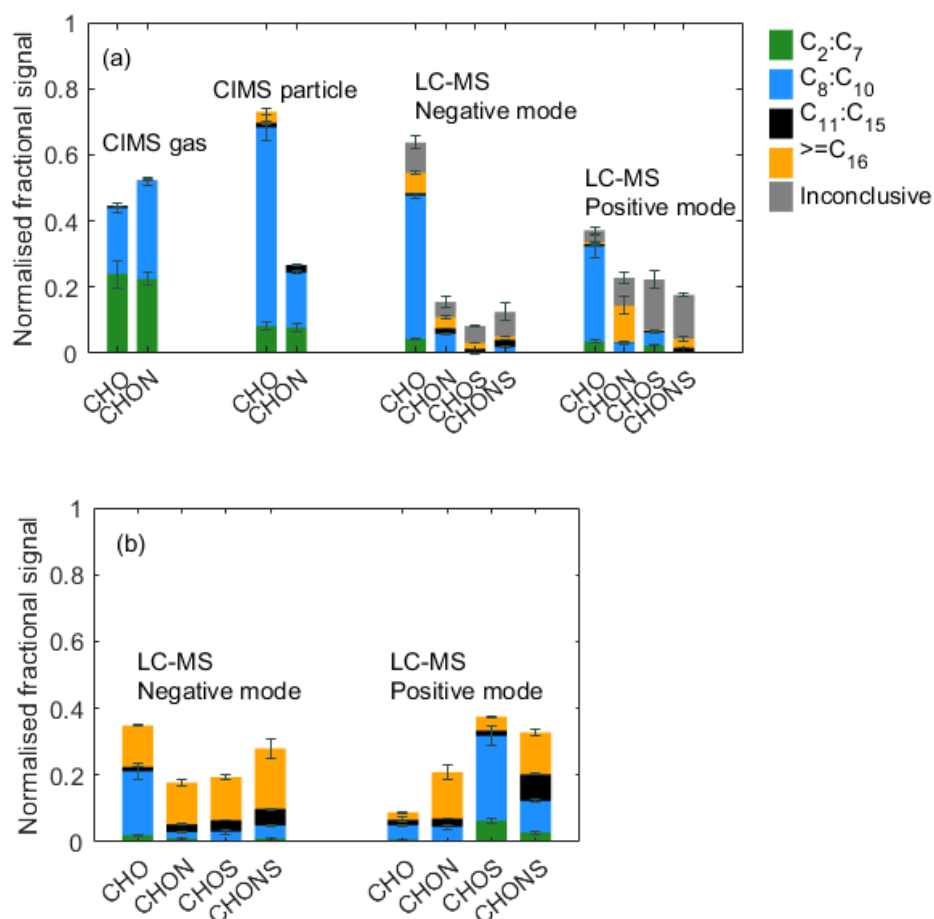 (a)
1
0.8
0.6
0.4
0.2
0
Normalised fractional signal
CIMS gas
CIMS particle
LC-MS
Negative mode
LC-MS
Positive mode
CHO
CHON
CHO
CHON
CHO
CHON
CHOS
CHONS
CHO
CHON
CHOS
CHONS
C2:C7
C8:C10
C11:C15
>=C16
Inconclusive
(b)
1
0.8
0.6
0.4
0.2
0
Normalised fractional signal
LC-MS
Negative mode
LC-MS
Positive mode
CHO
CHON
CHOS
CHONS
CHO
CHON
CHOS
CHONS